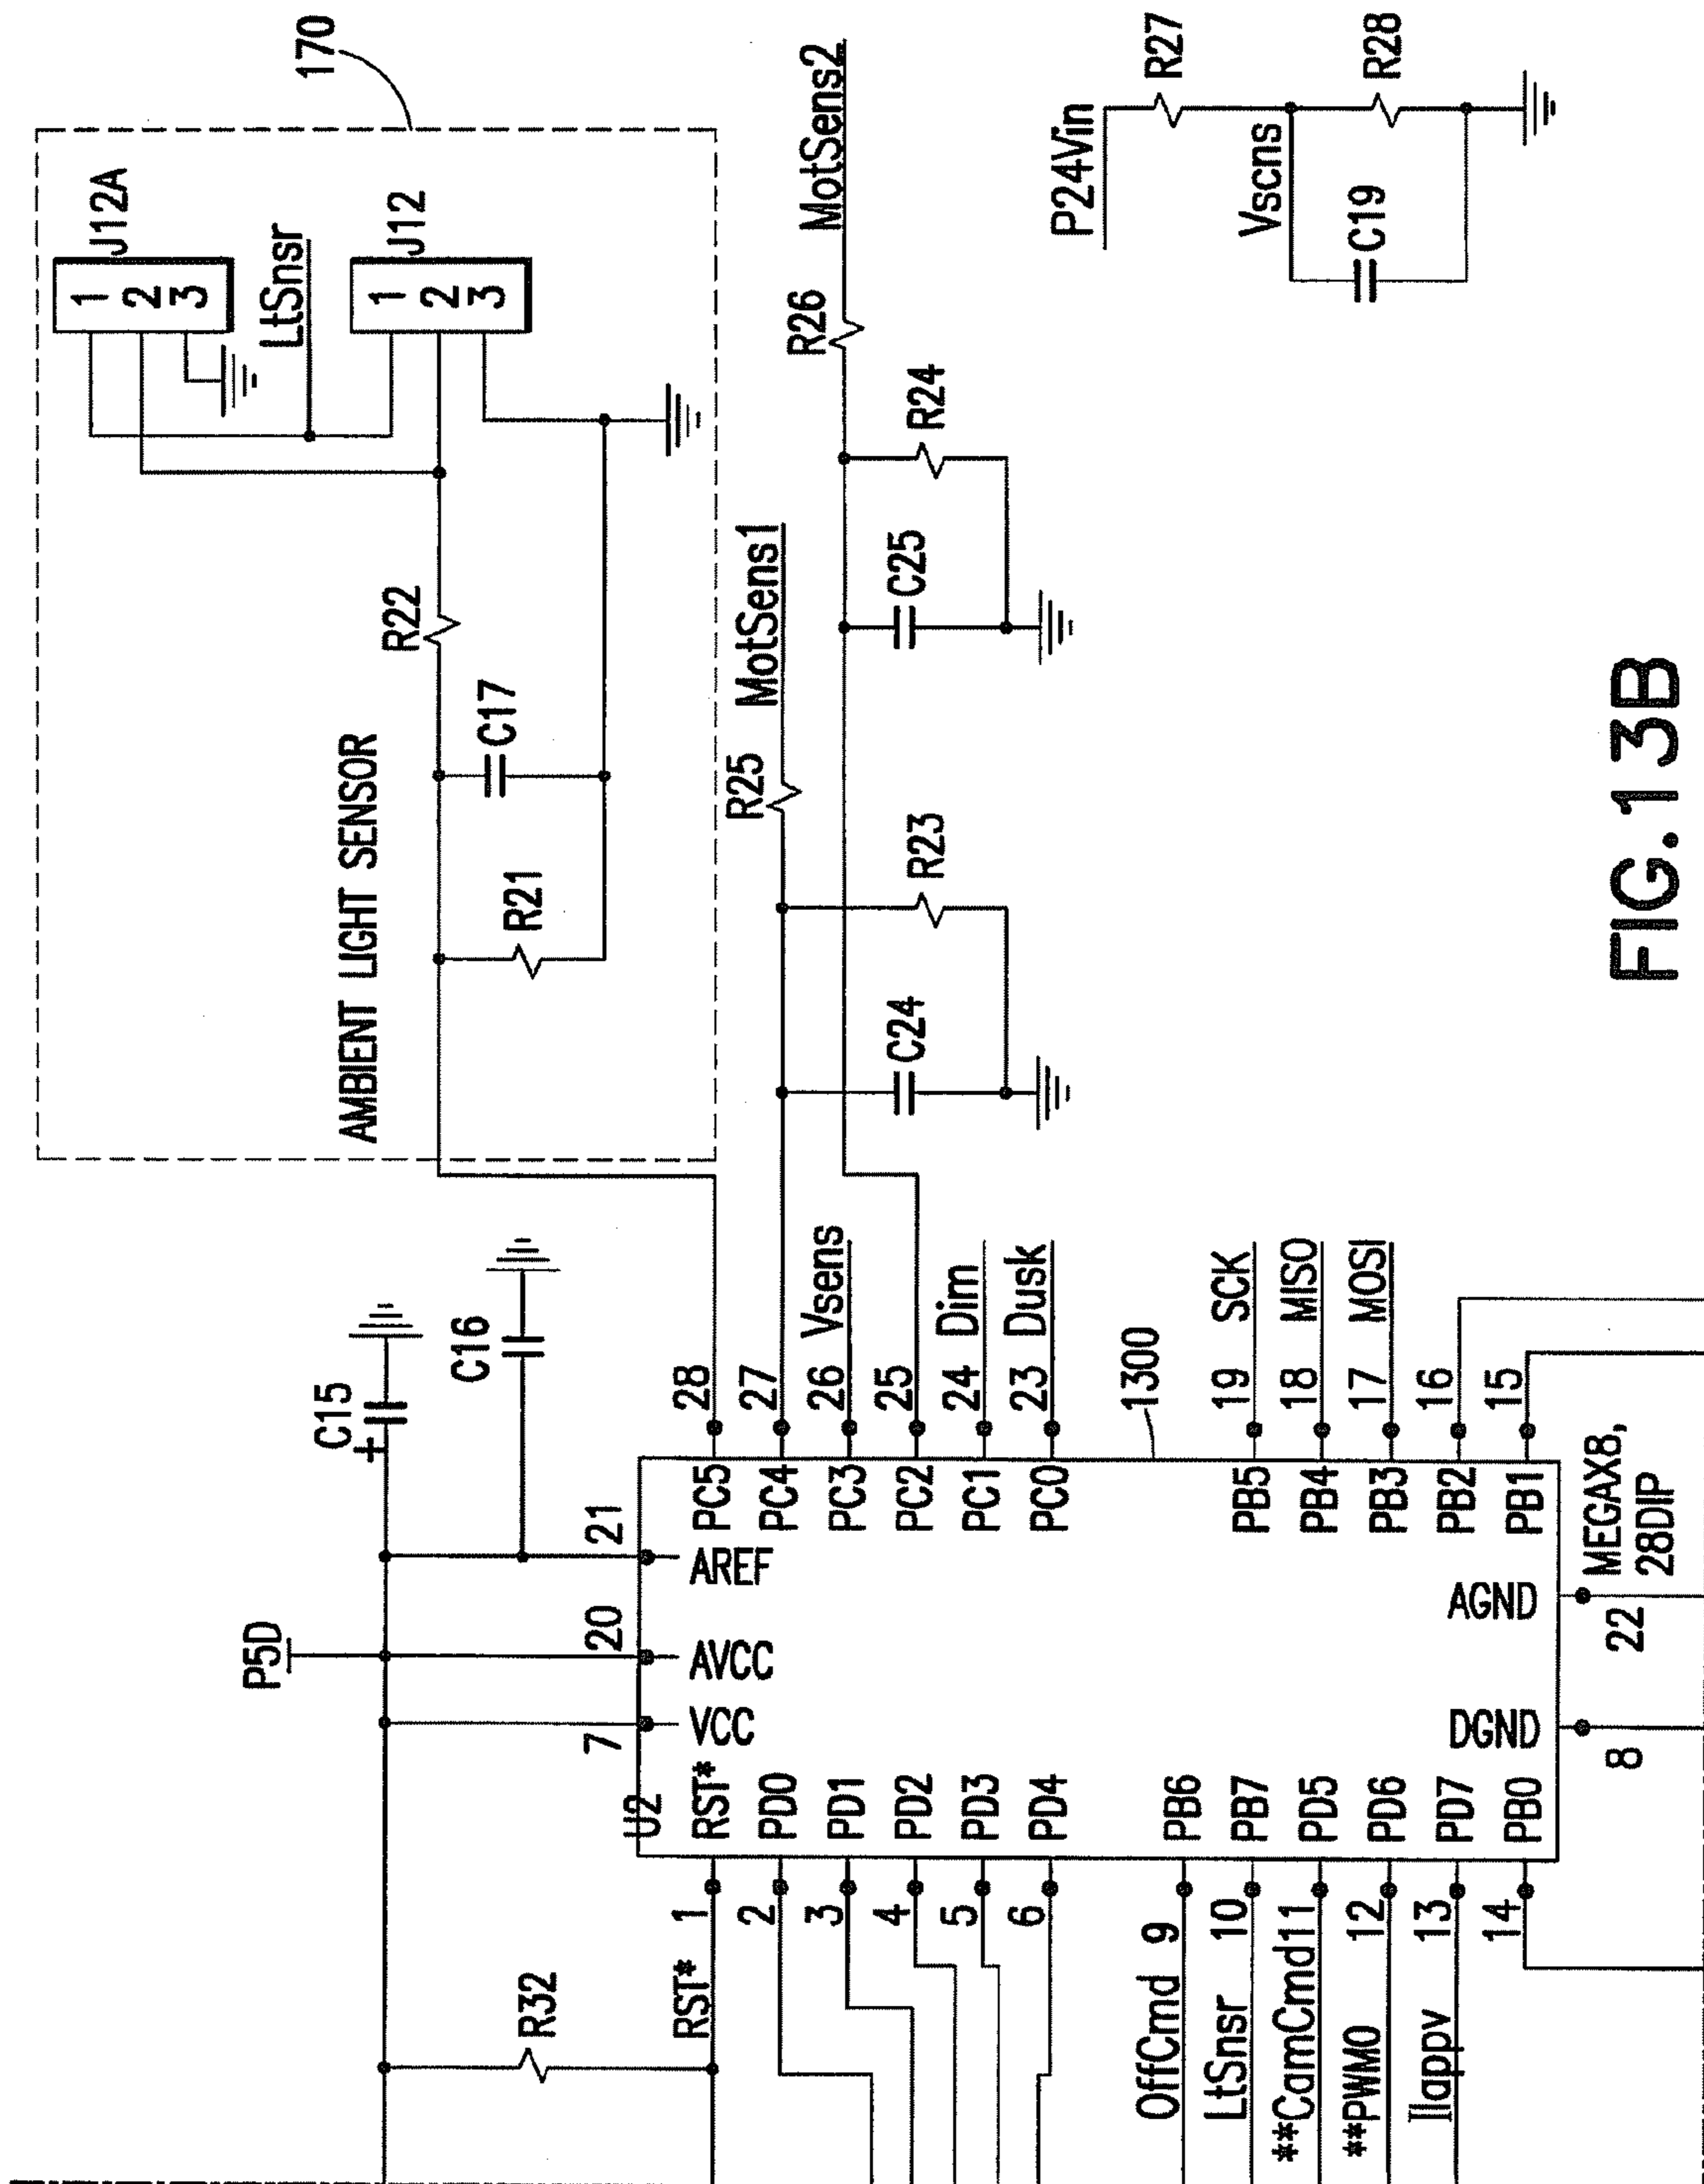 170
J12A
1
2
3
LtSnsr
J12
1
2
3
R22
C17
R21
AMBIENT LIGHT SENSOR
MotSens2
R26
R24
C25
MotSens1
R25
R23
C24
P24Vin
R27
Vscns
C19
R28
P5D
C15
+
C16
R32
RST*
U2
7
20
21
VCC
AVCC
AREF
1
RST*
2
PD0
3
PD1
4
PD2
5
PD3
6
PD4
OffCmd 9
PB6
LtSnsr 10
PB7
**CamCmd11
PD5
**PWM0 12
PD6
Ilappv 13
PD7
14
PB0
PC5
28
PC4
27
PC3
26 Vsens
PC2
25
PC1
24 Dim
PC0
23 Dusk
1300
PB5
19 SCK
PB4
18 MISO
PB3
17 MOSI
PB2
16
PB1
15
DGND
8
AGND
22
MEGAX8,
28DIP
FIG.13B